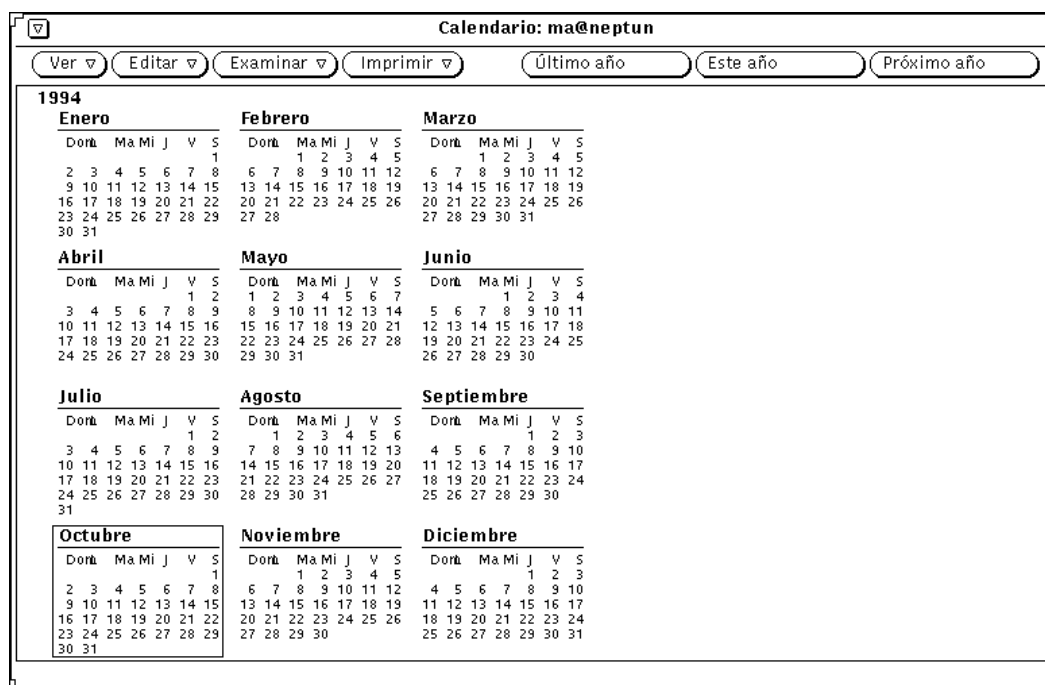 Calendario: ma@neptun
Ver Editar Examinar Imprimir Último año Este año Próximo año
1994
Enero
Dom Ma Mi J V S
1
2 3 4 5 6 7 8
9 10 11 12 13 14 15
16 17 18 19 20 21 22
23 24 25 26 27 28 29
30 31
Febrero
Dom Ma Mi J V S
1 2 3 4 5
6 7 8 9 10 11 12
13 14 15 16 17 18 19
20 21 22 23 24 25 26
27 28
Marzo
Dom Ma Mi J V S
1 2 3 4 5
6 7 8 9 10 11 12
13 14 15 16 17 18 19
20 21 22 23 24 25 26
27 28 29 30 31
Abril
Dom Ma Mi J V S
1 2
3 4 5 6 7 8 9
10 11 12 13 14 15 16
17 18 19 20 21 22 23
24 25 26 27 28 29 30
Mayo
Dom Ma Mi J V S
1 2 3 4 5 6 7
8 9 10 11 12 13 14
15 16 17 18 19 20 21
22 23 24 25 26 27 28
29 30 31
Junio
Dom Ma Mi J V S
1 2 3 4
5 6 7 8 9 10 11
12 13 14 15 16 17 18
19 20 21 22 23 24 25
26 27 28 29 30
Julio
Dom Ma Mi J V S
1 2
3 4 5 6 7 8 9
10 11 12 13 14 15 16
17 18 19 20 21 22 23
24 25 26 27 28 29 30
31
Agosto
Dom Ma Mi J V S
1 2 3 4 5 6
7 8 9 10 11 12 13
14 15 16 17 18 19 20
21 22 23 24 25 26 27
28 29 30 31
Septiembre
Dom Ma Mi J V S
1 2 3
4 5 6 7 8 9 10
11 12 13 14 15 16 17
18 19 20 21 22 23 24
25 26 27 28 29 30
Octubre
Dom Ma Mi J V S
1
2 3 4 5 6 7 8
9 10 11 12 13 14 15
16 17 18 19 20 21 22
23 24 25 26 27 28 29
30 31
Noviembre
Dom Ma Mi J V S
1 2 3 4 5
6 7 8 9 10 11 12
13 14 15 16 17 18 19
20 21 22 23 24 25 26
27 28 29 30
Diciembre
Dom Ma Mi J V S
1 2 3
4 5 6 7 8 9 10
11 12 13 14 15 16 17
18 19 20 21 22 23 24
25 26 27 28 29 30 31